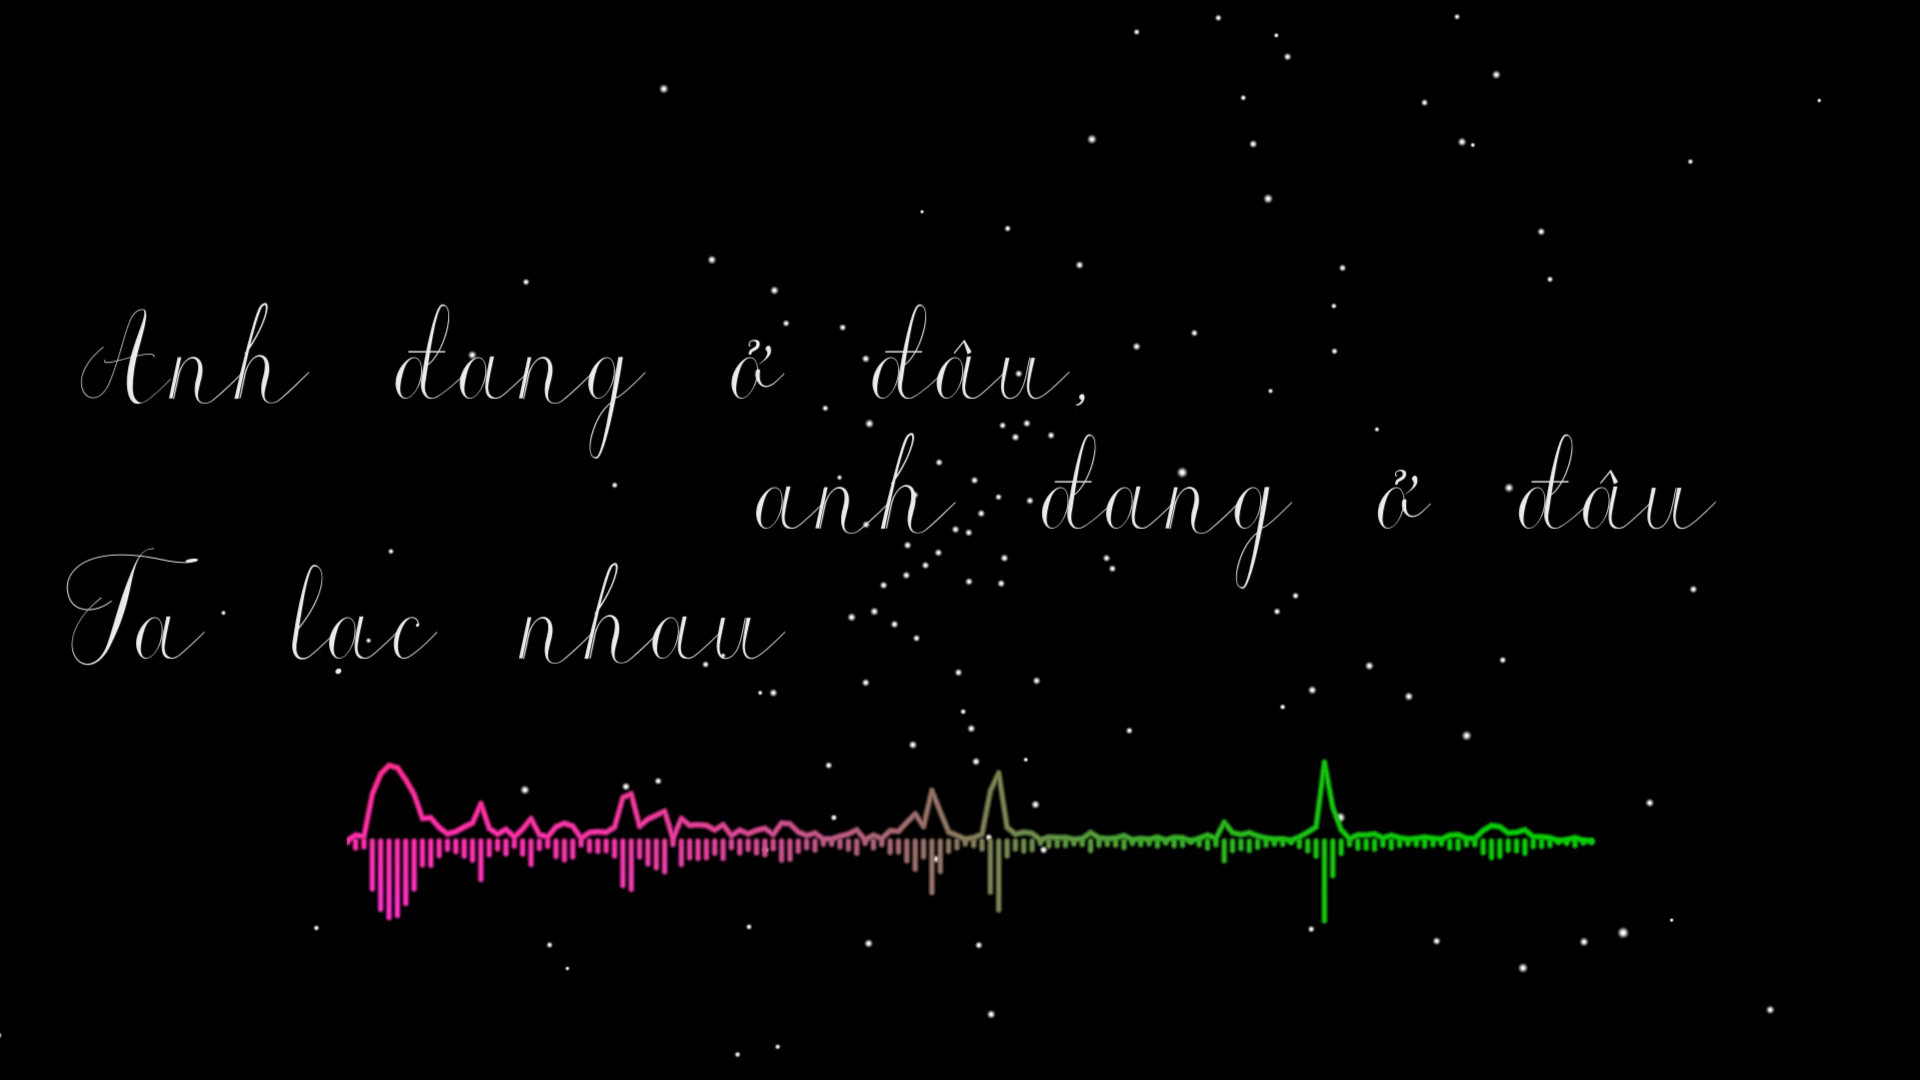 Anh đang ở đâu,
anh đang ở đâu
Ta lạc nhau